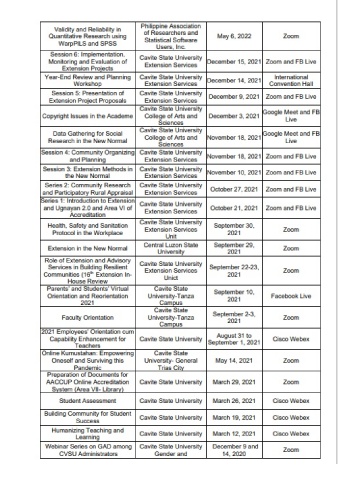 Validity and Reliability in Quantitative Research using WarpPILS and SPSS | Philippine Association of Researchers and Statistical Software Users, Inc. | May 6, 2022 | Zoom
Session 6: Implementation, Monitoring and Evaluation of Extension Projects | Cavite State University Extension Services | December 15, 2021 | Zoom and FB Live
Year-End Review and Planning Workshop | Cavite State University Extension Services | December 14, 2021 | International Convention Hall
Session 5: Presentation of Extension Project Proposals | Cavite State University Extension Services | December 9, 2021 | Zoom and FB Live
Copyright Issues in the Academe | Cavite State University College of Arts and Sciences | December 3, 2021 | Google Meet and FB Live
Data Gathering for Social Research in the New Normal | Cavite State University College of Arts and Sciences | November 18, 2021 | Google Meet and FB Live
Session 4: Community Organizing and Planning | Cavite State University Extension Services | November 18, 2021 | Zoom and FB Live
Session 3: Extension Methods in the New Normal | Cavite State University Extension Services | November 10, 2021 | Zoom and FB Live
Series 2: Community Research and Participatory Rural Appraisal | Cavite State University Extension Services | October 27, 2021 | Zoom and FB Live
Series 1: Introduction to Extension and Ugnayan 2.0 and Area VI of Accreditation | Cavite State University Extension Services | October 21, 2021 | Zoom and FB Live
Health, Safety and Sanitation Protocol in the Workplace | Cavite State University Extension Services Unit | September 30, 2021 | Zoom
Extension in the New Normal | Central Luzon State University | September 29, 2021 | Zoom
Role of Extension and Advisory Services in Building Resilient Communities (16th Extension In-House Review | Cavite State University Extension Services Unict | September 22-23, 2021 | Zoom
Parents' and Students' Virtual Orientation and Reorientation 2021 | Cavite State University-Tanza Campus | September 10, 2021 | Facebook Live
Faculty Orientation | Cavite State University-Tanza Campus | September 2-3, 2021 | Zoom
2021 Employees' Orientation cum Capability Enhancement for Teachers | Cavite State University | August 31 to September 1, 2021 | Cisco Webex
Online Kumustahan: Empowering Oneself and Surviving this Pandemic | Cavite State University- General Trias City | May 14, 2021 | Zoom
Preparation of Documents for AACCUP Online Accreditation System (Area VII- Library) | Cavite State University | March 29, 2021 | Zoom
Student Assessment | Cavite State University | March 26, 2021 | Cisco Webex
Building Community for Student Success | Cavite State University | March 19, 2021 | Cisco Webex
Humanizing Teaching and Learning | Cavite State University | March 12, 2021 | Cisco Webex
Webinar Series on GAD among CVSU Administrators | Cavite State University Gender and | December 9 and 14, 2020 | Zoom